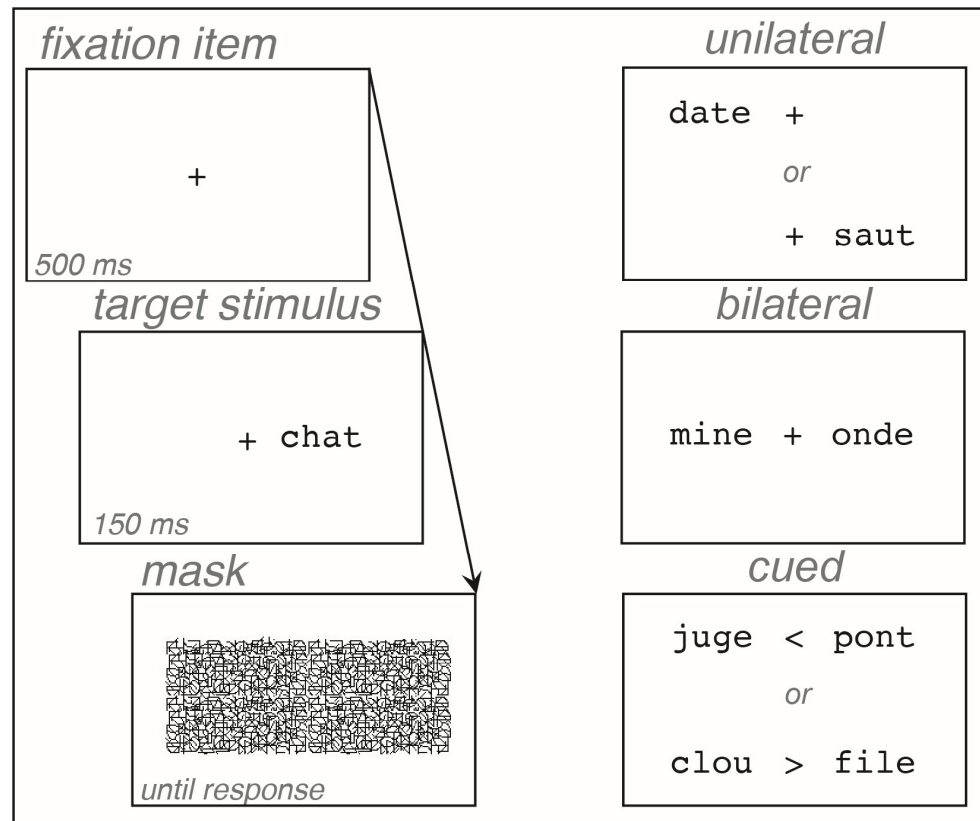 fixation item
+
500 ms
target stimulus
+ chat
150 ms
mask
until response
unilateral
date +
or
+ saut
bilateral
mine + onde
cued
juge < pont
or
clou > file